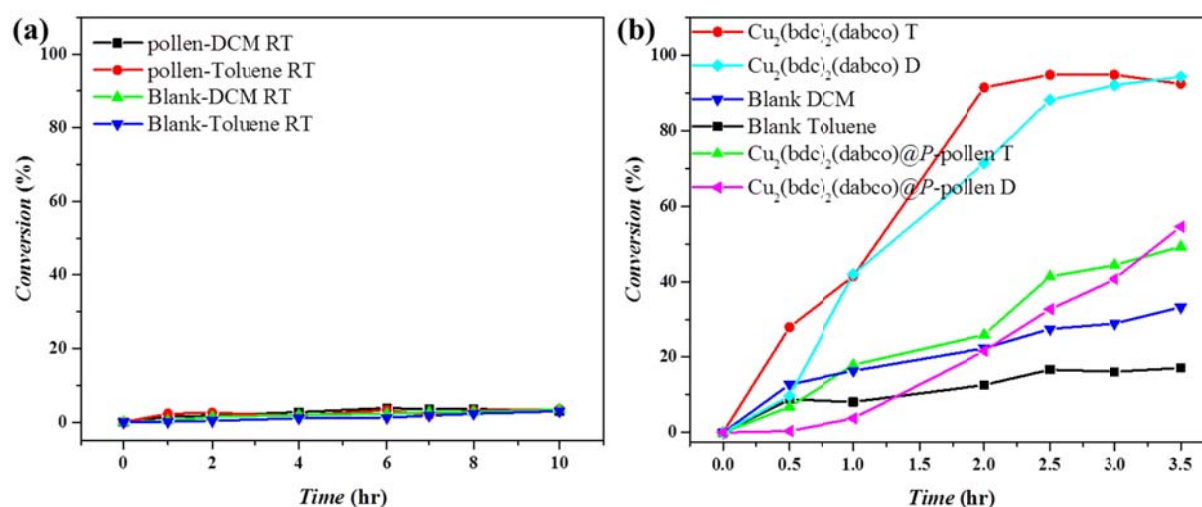 (a)
pollen-DCM RT
pollen-Toluene RT
Blank-DCM RT
Blank-Toluene RT
Conversion (%)
100
80
60
40
20
0
0 2 4 6 8 10
Time (hr)
(b)
Cu₂(bdc)₂(dabco) T
Cu₂(bdc)₂(dabco) D
Blank DCM
Blank Toluene
Cu₂(bdc)₂(dabco)@P-pollen T
Cu₂(bdc)₂(dabco)@P-pollen D
Conversion (%)
100
80
60
40
20
0
0.0 0.5 1.0 2.0 2.5 3.0 3.5
Time (hr)